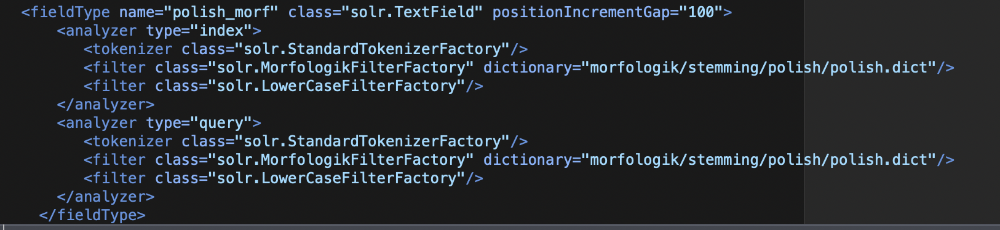 <fieldType name="polish_morf" class="solr.TextField" positionIncrementGap="100">
<analyzer type="index">
<tokenizer class="solr.StandardTokenizerFactory"/>
<filter class="solr.MorfologikFilterFactory" dictionary="morfologik/stemming/polish/polish.dict"/>
<filter class="solr.LowerCaseFilterFactory"/>
</analyzer>
<analyzer type="query">
<tokenizer class="solr.StandardTokenizerFactory"/>
<filter class="solr.MorfologikFilterFactory" dictionary="morfologik/stemming/polish/polish.dict"/>
<filter class="solr.LowerCaseFilterFactory"/>
</analyzer>
</fieldType>